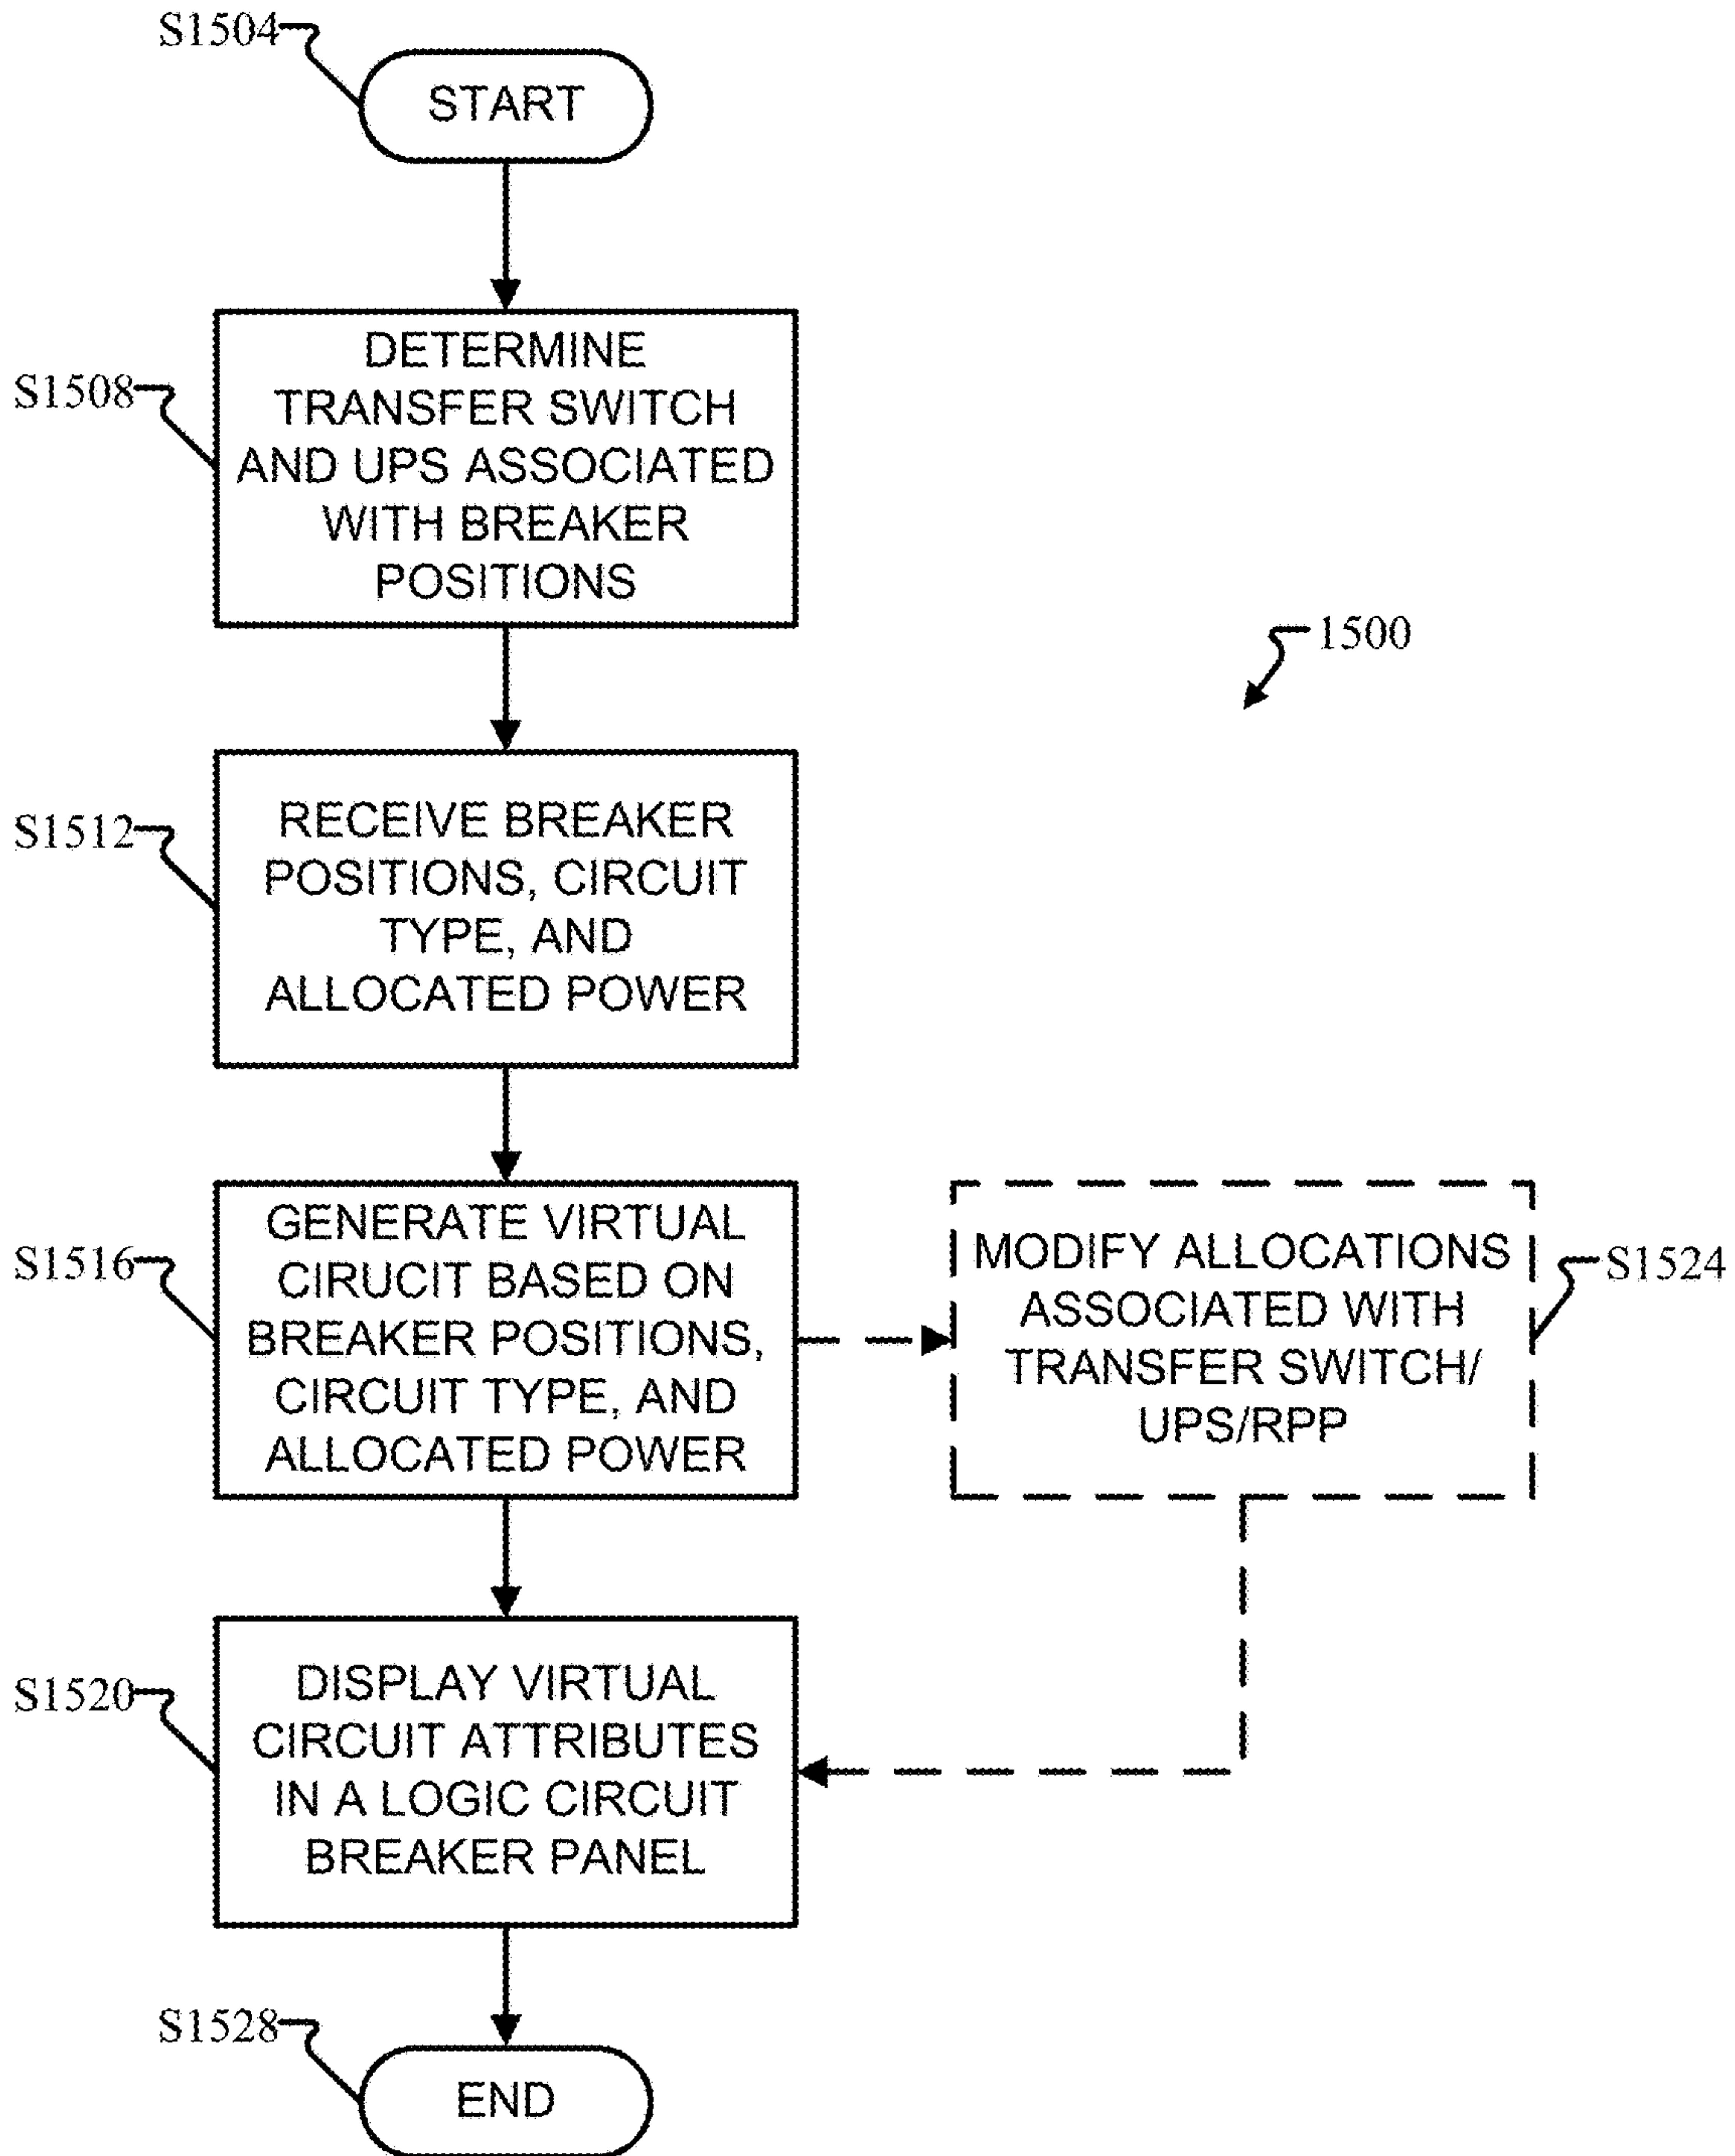 S1504
START
S1508
DETERMINE
TRANSFER SWITCH
AND UPS ASSOCIATED
WITH BREAKER
POSITIONS
1500
S1512
RECEIVE BREAKER
POSITIONS, CIRCUIT
TYPE, AND
ALLOCATED POWER
S1516
GENERATE VIRTUAL
CIRUCIT BASED ON
BREAKER POSITIONS,
CIRCUIT TYPE, AND
ALLOCATED POWER
MODIFY ALLOCATIONS
ASSOCIATED WITH
TRANSFER SWITCH/
UPS/RPP
S1524
S1520
DISPLAY VIRTUAL
CIRCUIT ATTRIBUTES
IN A LOGIC CIRCUIT
BREAKER PANEL
S1528
END